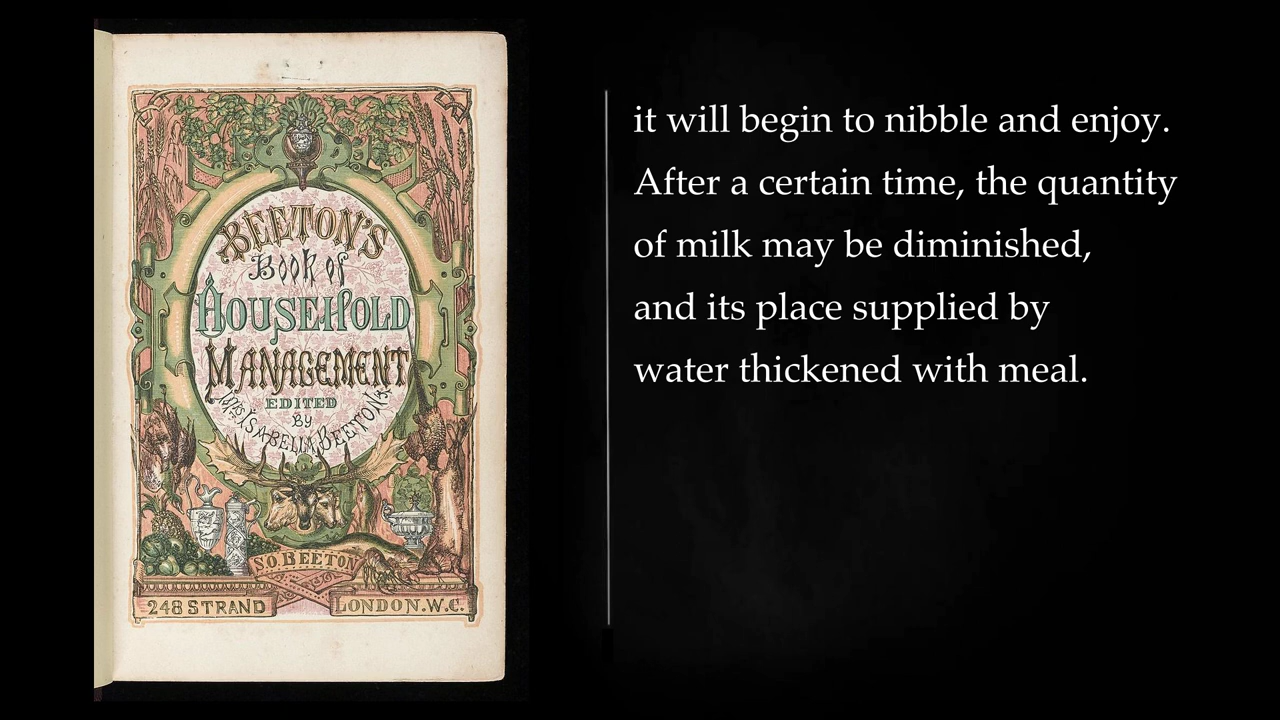 BEETON'S
Book of
HOUSEHOLD
MANAGEMENT
EDITED
BY
MRS ISABELLA BEETON
S.O. BEETON
248 STRAND
LONDON. W.C.
it will begin to nibble and enjoy.
After a certain time, the quantity
of milk may be diminished,
and its place supplied by
water thickened with meal.